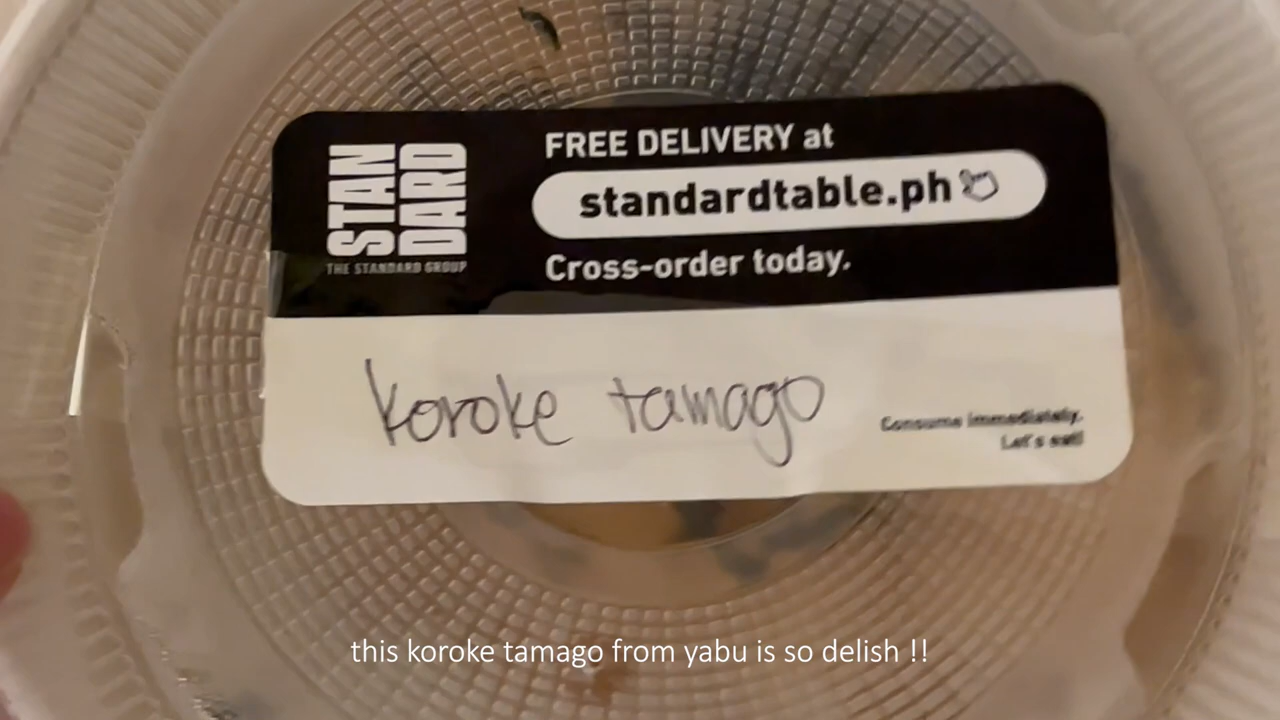 STAN
DARD
THE STANDARD GROUP
FREE DELIVERY at
standardtable.ph
Cross-order today.
koroke tamago
Consume immediately.
Let's eat!
this koroke tamago from yabu is so delish !!